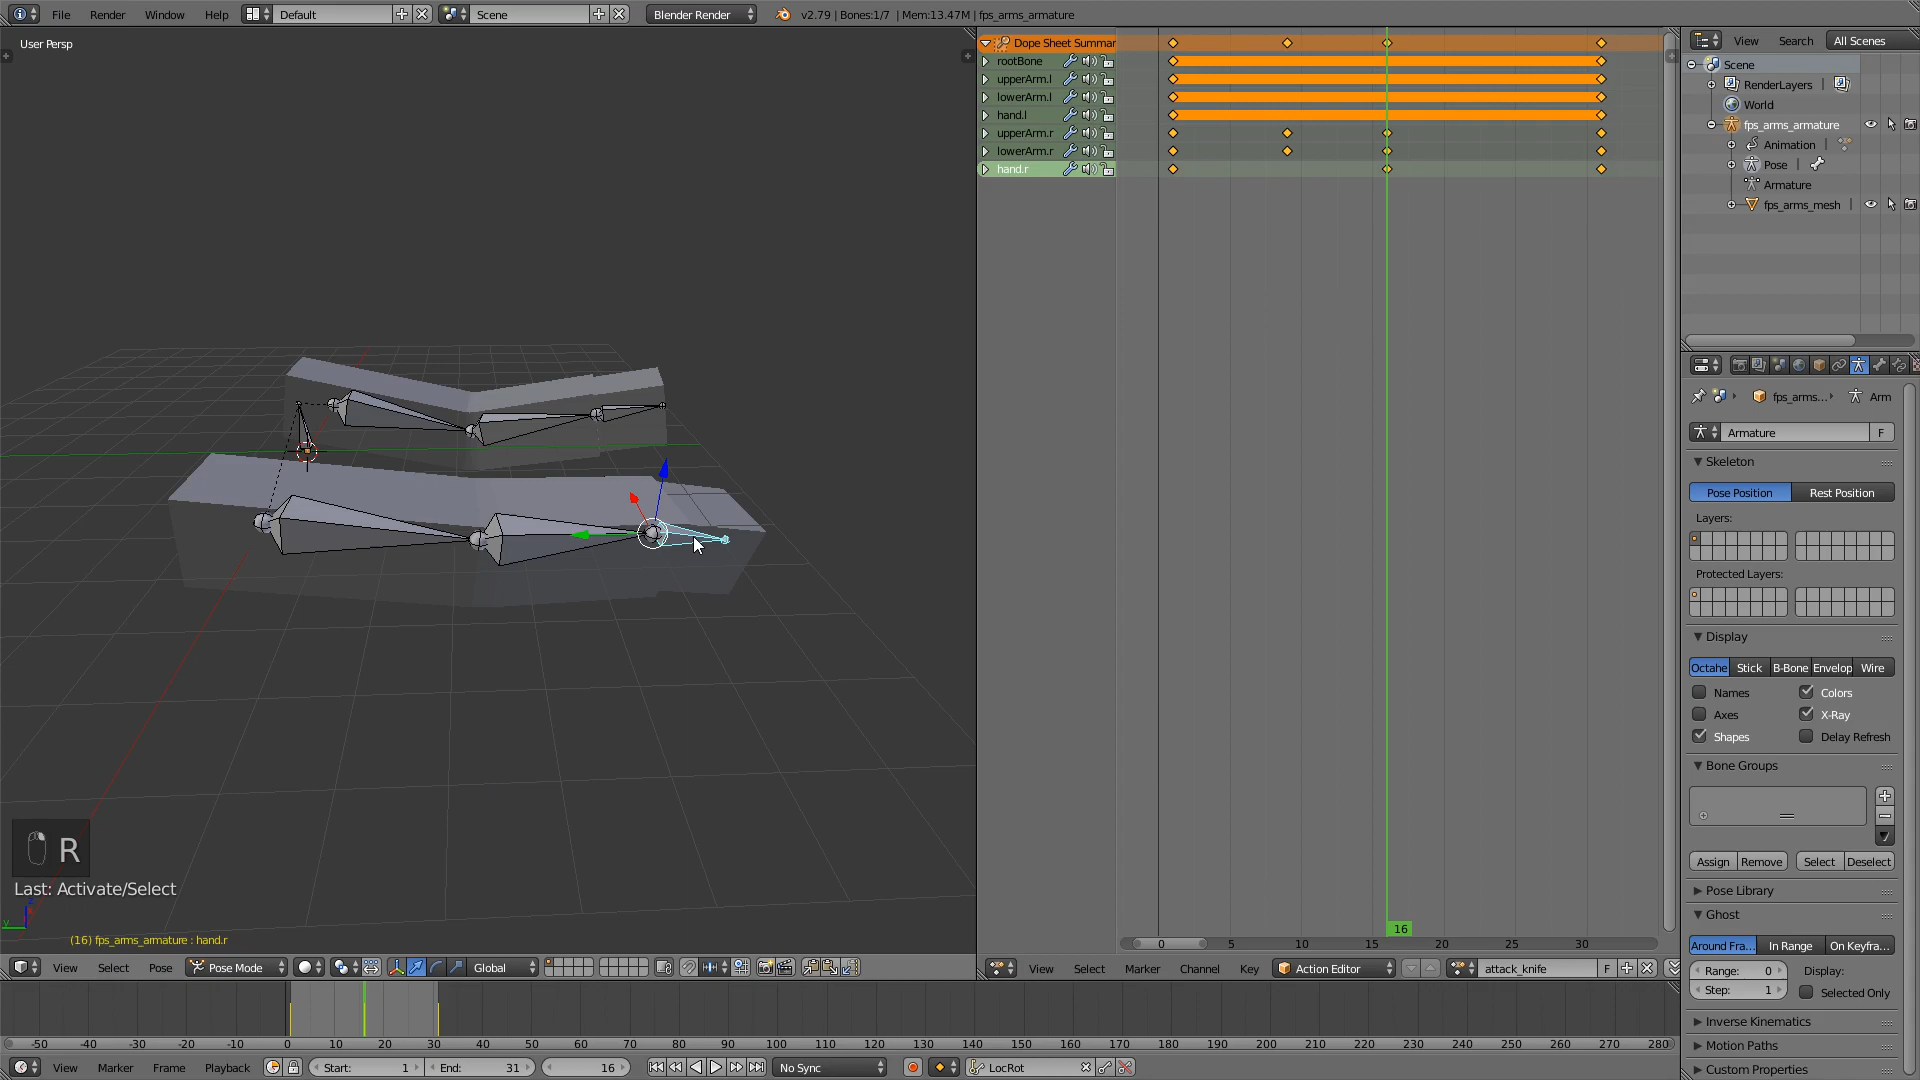 File Render Window Help Default Scene Blender Render v2.79 | Bones:1/7 | Mem:13.47M | fps_arms_armature
User Persp
Dope Sheet Summar
rootBone
upperArm.l
lowerArm.l
hand.l
upperArm.r
lowerArm.r
hand.r
View Search All Scenes
Scene
RenderLayers |
World
fps_arms_armature
Animation
Pose |
Armature
fps_arms_mesh |
fps_arms... Arm
Armature F
Skeleton
Pose Position Rest Position
Layers:
Protected Layers:
Display
Octahe Stick B-Bone Envelop Wire
Names Colors
Axes X-Ray
Shapes Delay Refresh
Bone Groups
Assign Remove Select Deselect
Pose Library
Ghost
Around Fra... In Range On Keyfra...
Range: 0 Display:
Step: 1 Selected Only
Inverse Kinematics
Motion Paths
Custom Properties
R
Last: Activate/Select
(16) fps_arms_armature : hand.r
16
0 5 10 15 20 25 30
View Select Pose Pose Mode Global
View Select Marker Channel Key Action Editor attack_knife F
-50 -40 -30 -20 -10 0 10 20 30 40 50 60 70 80 90 100 110 120 130 140 150 160 170 180 190 200 210 220 230 240 250 260 270 280
View Marker Frame Playback Start: 1 End: 31 16 No Sync LocRot